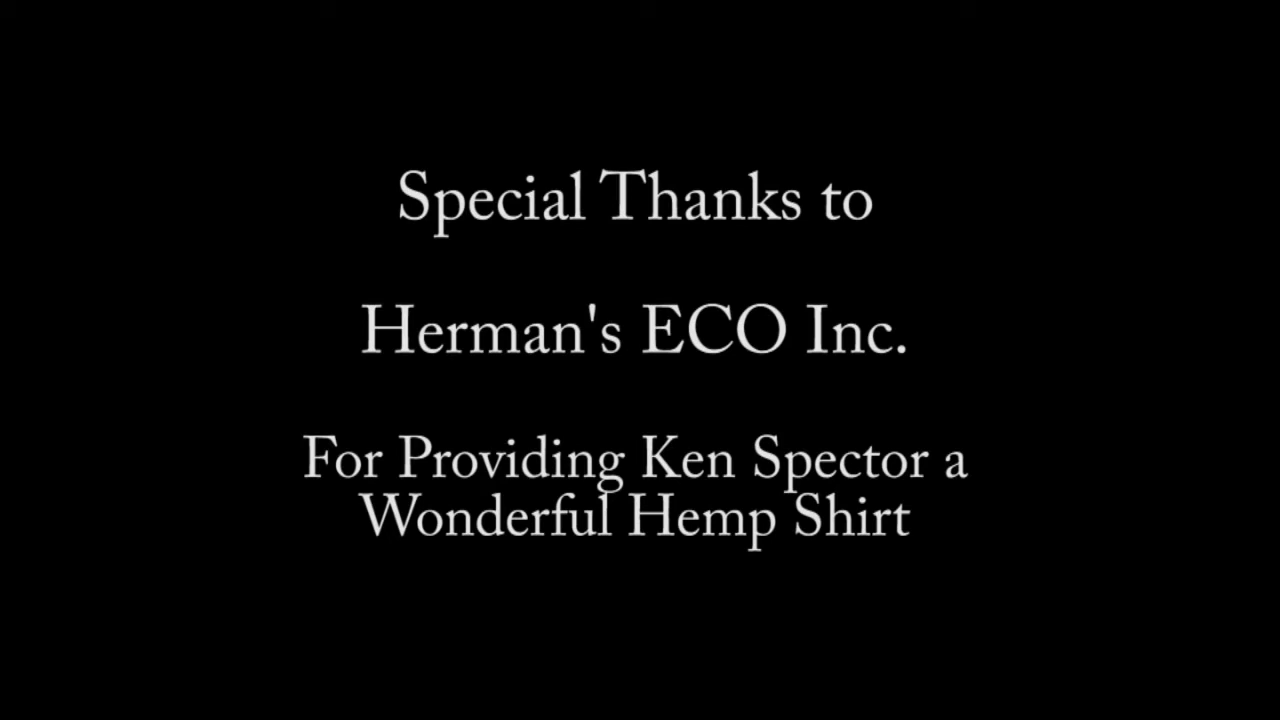 Special Thanks to
Herman's ECO Inc.
For Providing Ken Spector a
Wonderful Hemp Shirt